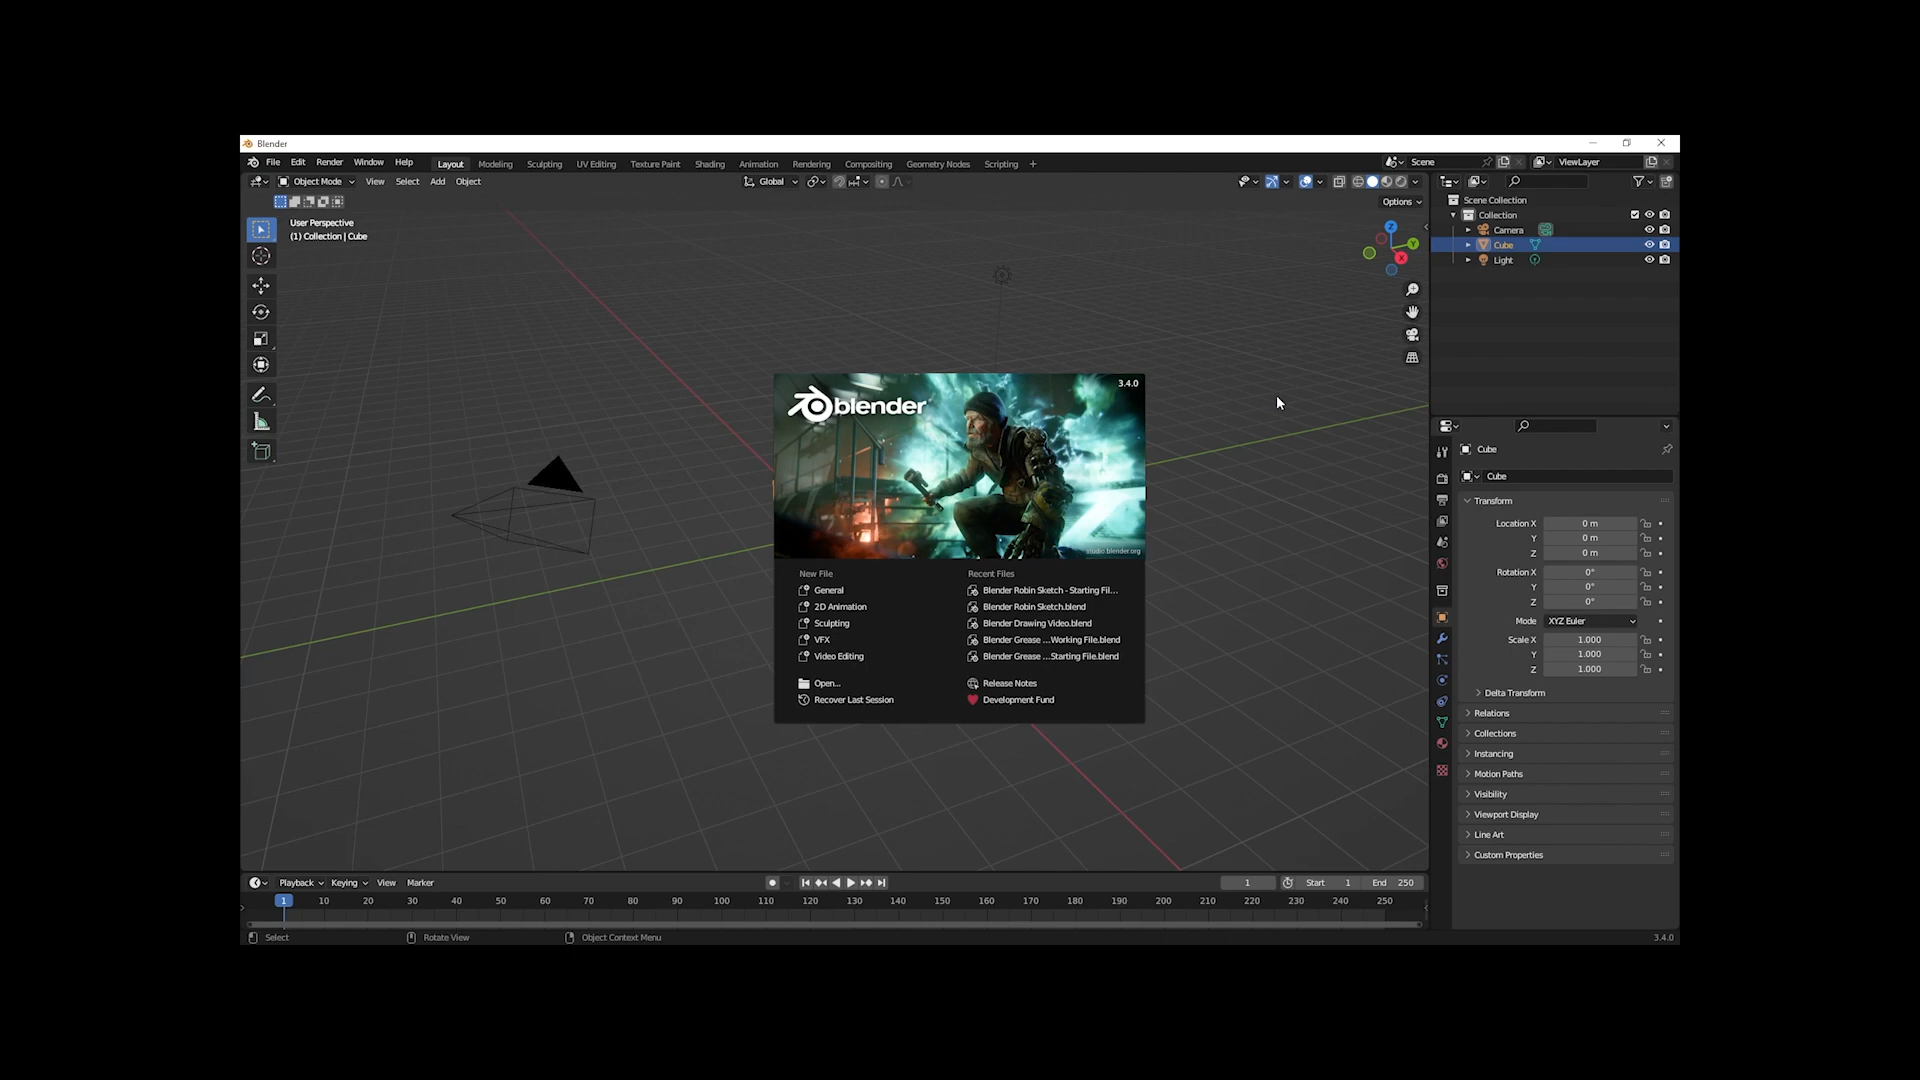 Blender
File Edit Render Window Help Layout Modeling Sculpting UV Editing Texture Paint Shading Animation Rendering Compositing Geometry Nodes Scripting + Scene ViewLayer
Object Mode View Select Add Object Global
Options
User Perspective
(1) Collection | Cube
Z
Y
X
Scene Collection
Collection
Camera
Cube
Light
blender
3.4.0
studio.blender.org
New File
General
2D Animation
Sculpting
VFX
Video Editing
Open...
Recover Last Session
Recent Files
Blender Robin Sketch - Starting Fil...
Blender Robin Sketch.blend
Blender Drawing Video.blend
Blender Grease ...Working File.blend
Blender Grease ...Starting File.blend
Release Notes
Development Fund
Cube
Cube
Transform
Location X 0 m
Y 0 m
Z 0 m
Rotation X 0°
Y 0°
Z 0°
Mode XYZ Euler
Scale X 1.000
Y 1.000
Z 1.000
Delta Transform
Relations
Collections
Instancing
Motion Paths
Visibility
Viewport Display
Line Art
Custom Properties
Playback Keying View Marker 1 Start 1 End 250
1 10 20 30 40 50 60 70 80 90 100 110 120 130 140 150 160 170 180 190 200 210 220 230 240 250
Select Rotate View Object Context Menu 3.4.0